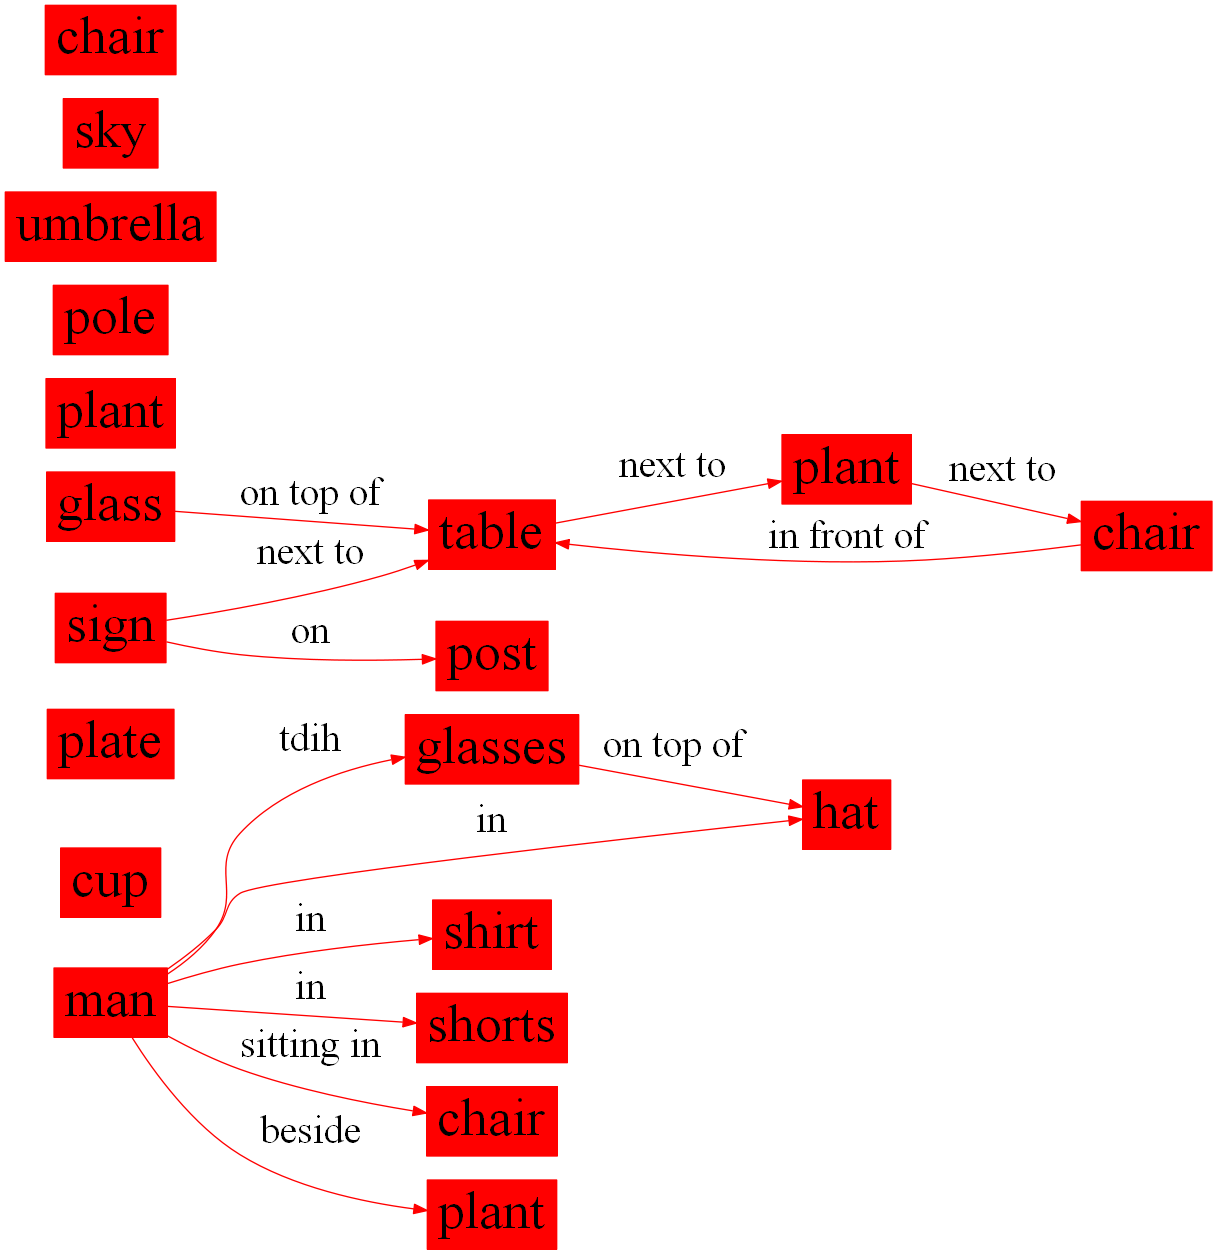 chair
sky
umbrella
pole
plant
glass
on top of
table
next to
plant
next to
chair
in front of
next to
sign
on
post
plate
tdih
glasses
on top of
hat
in
cup
man
in
shirt
in
shorts
sitting in
chair
beside
plant